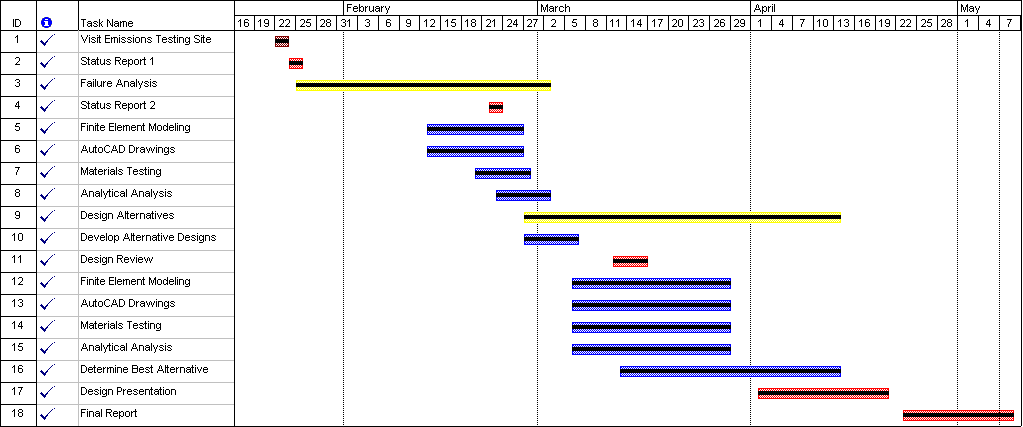 February March April May
ID i Task Name 16 19 22 25 28 31 3 6 9 12 15 18 21 24 27 2 5 8 11 14 17 20 23 26 29 1 4 7 10 13 16 19 22 25 28 1 4 7
1 Visit Emissions Testing Site
2 Status Report 1
3 Failure Analysis
4 Status Report 2
5 Finite Element Modeling
6 AutoCAD Drawings
7 Materials Testing
8 Analytical Analysis
9 Design Alternatives
10 Develop Alternative Designs
11 Design Review
12 Finite Element Modeling
13 AutoCAD Drawings
14 Materials Testing
15 Analytical Analysis
16 Determine Best Alternative
17 Design Presentation
18 Final Report